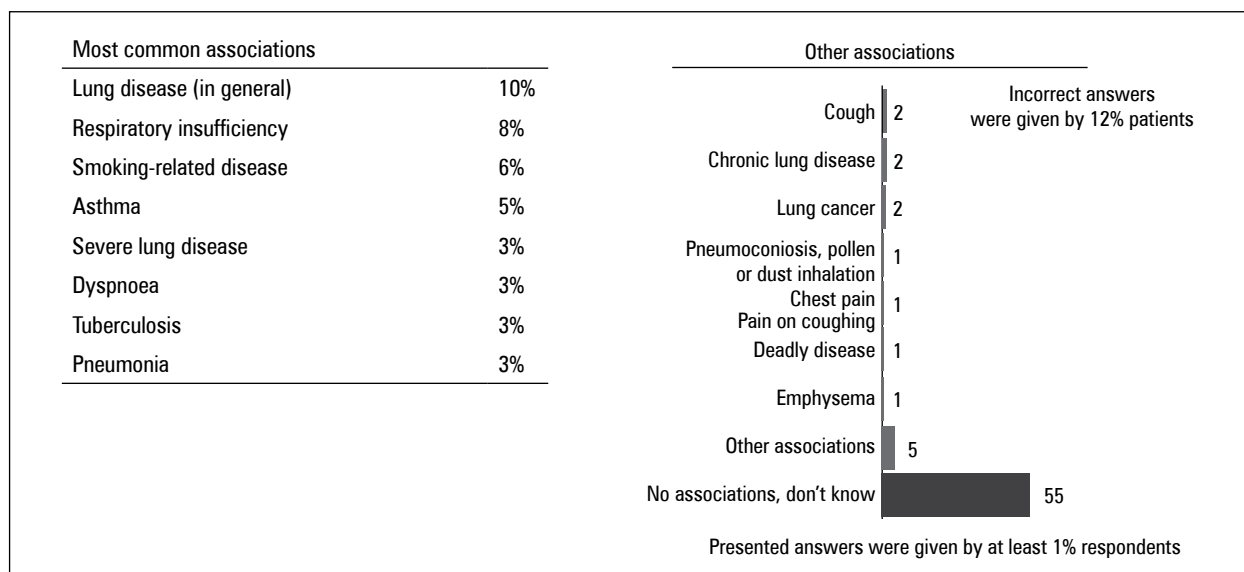 Most common associations
Lung disease (in general) 10%
Respiratory insufficiency 8%
Smoking-related disease 6%
Asthma 5%
Severe lung disease 3%
Dyspnoea 3%
Tuberculosis 3%
Pneumonia 3%
Other associations
Incorrect answers
were given by 12% patients
Cough 2
Chronic lung disease 2
Lung cancer 2
Pneumoconiosis, pollen
or dust inhalation 1
Chest pain
Pain on coughing 1
Deadly disease 1
Emphysema 1
Other associations 5
No associations, don't know 55
Presented answers were given by at least 1% respondents